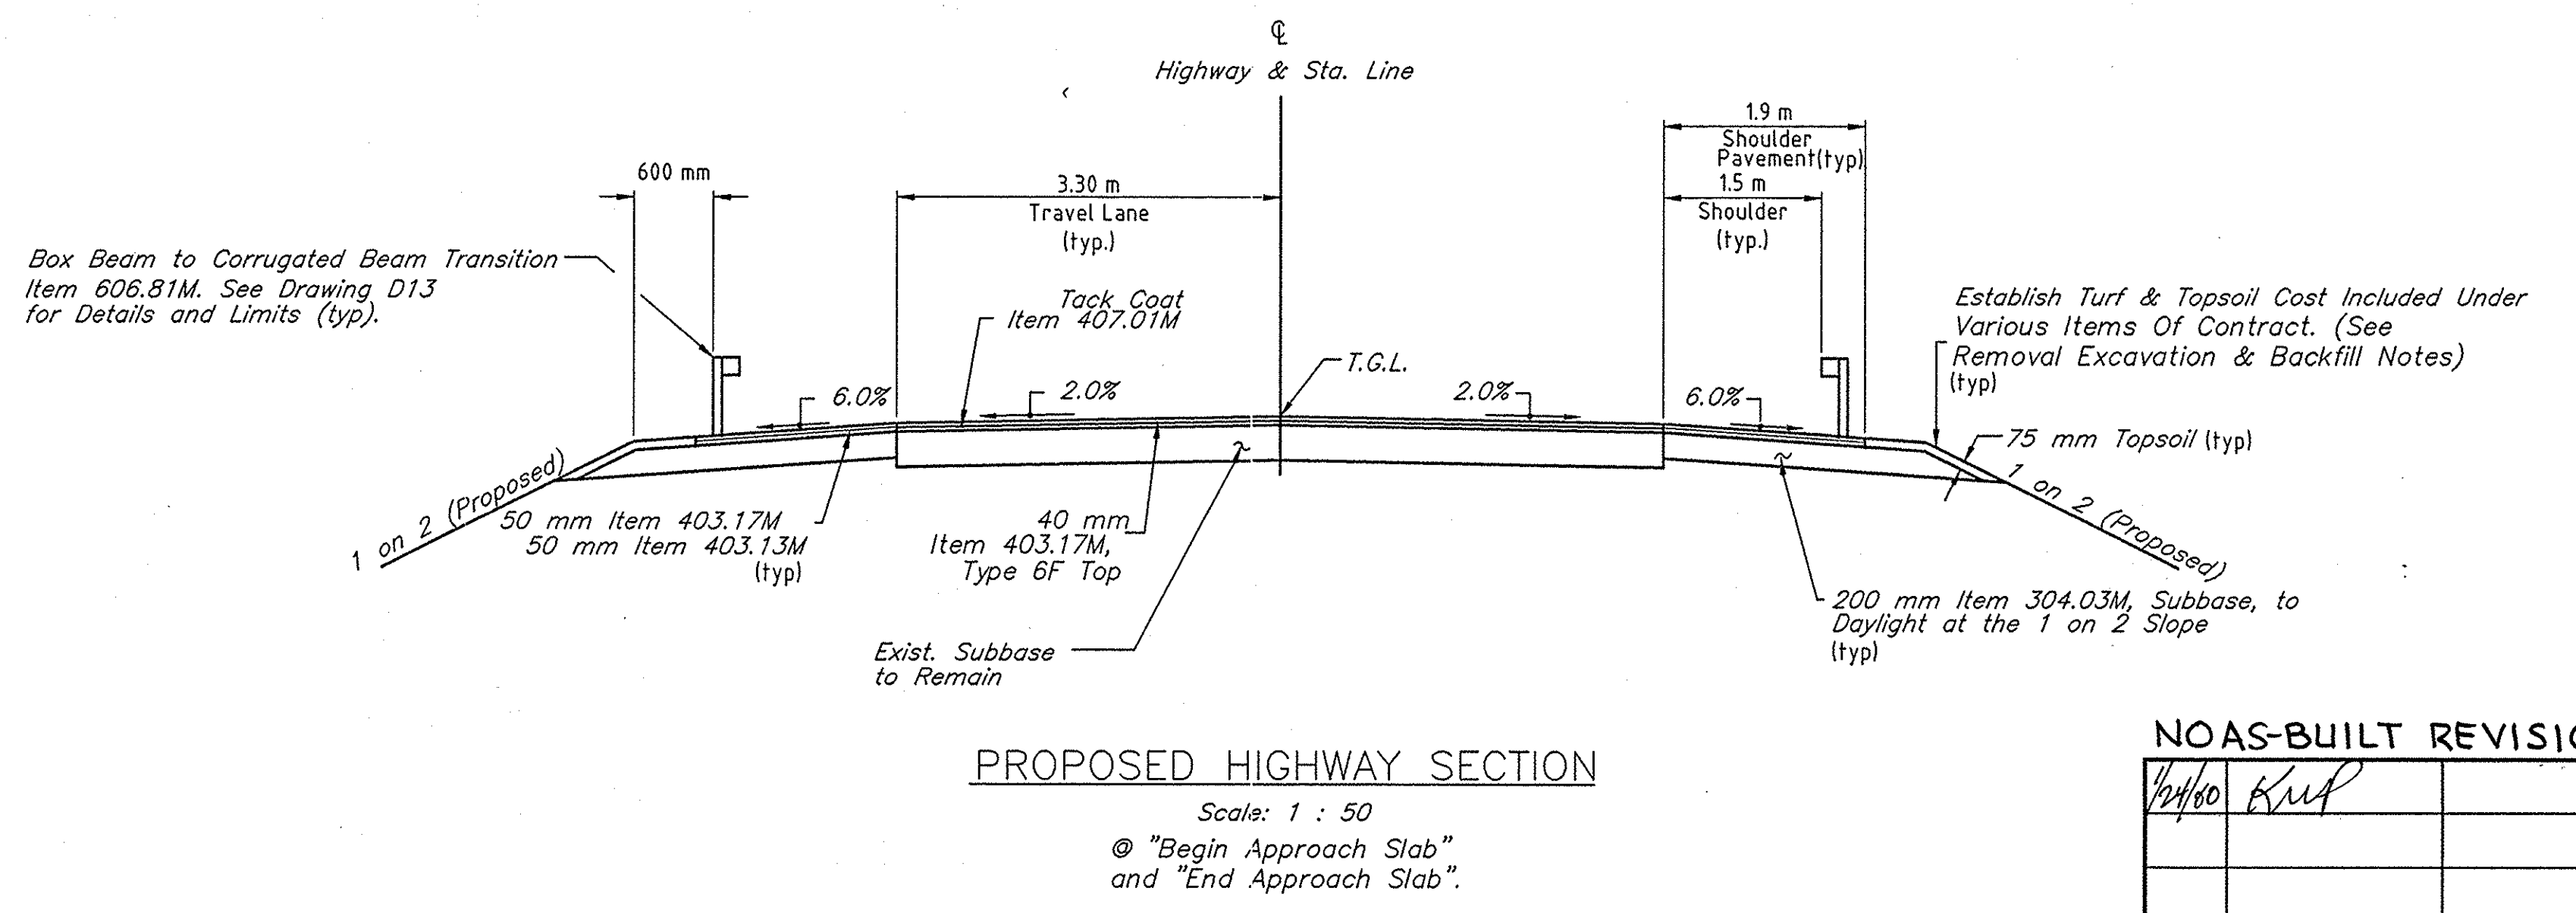 ℄
Highway & Sta. Line
1.9 m
Shoulder
Pavement(typ)
600 mm
3.30 m
Travel Lane
(typ.)
1.5 m
Shoulder
(typ.)
Box Beam to Corrugated Beam Transition
Item 606.81M. See Drawing D13
for Details and Limits (typ).
Tack Coat
Item 407.01M
Establish Turf & Topsoil Cost Included Under
Various Items Of Contract. (See
Removal Excavation & Backfill Notes)
(typ)
T.G.L.
6.0%
2.0%
2.0%
6.0%
75 mm Topsoil (typ)
1 on 2 (Proposed)
1 on 2 (Proposed)
50 mm Item 403.17M
50 mm Item 403.13M
(typ)
40 mm
Item 403.17M,
Type 6F Top
200 mm Item 304.03M, Subbase, to
Daylight at the 1 on 2 Slope
(typ)
Exist. Subbase
to Remain
PROPOSED HIGHWAY SECTION
Scale: 1 : 50
@ "Begin Approach Slab"
and "End Approach Slab".
NO AS-BUILT REVISIO